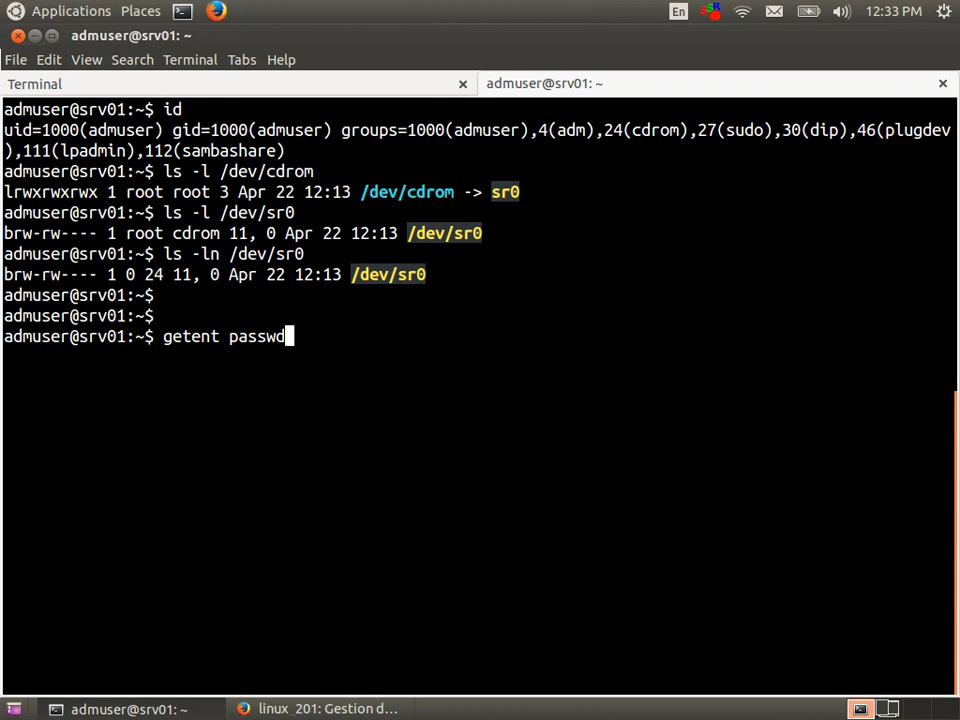 Applications Places En 12:33 PM
admuser@srv01: ~
File Edit View Search Terminal Tabs Help
Terminal × admuser@srv01: ~ ×
admuser@srv01:~$ id
uid=1000(admuser) gid=1000(admuser) groups=1000(admuser),4(adm),24(cdrom),27(sudo),30(dip),46(plugdev
),111(lpadmin),112(sambashare)
admuser@srv01:~$ ls -l /dev/cdrom
lrwxrwxrwx 1 root root 3 Apr 22 12:13 /dev/cdrom -> sr0
admuser@srv01:~$ ls -l /dev/sr0
brw-rw---- 1 root cdrom 11, 0 Apr 22 12:13 /dev/sr0
admuser@srv01:~$ ls -ln /dev/sr0
brw-rw---- 1 0 24 11, 0 Apr 22 12:13 /dev/sr0
admuser@srv01:~$
admuser@srv01:~$
admuser@srv01:~$ getent passwd
admuser@srv01: ~ linux_201: Gestion d...